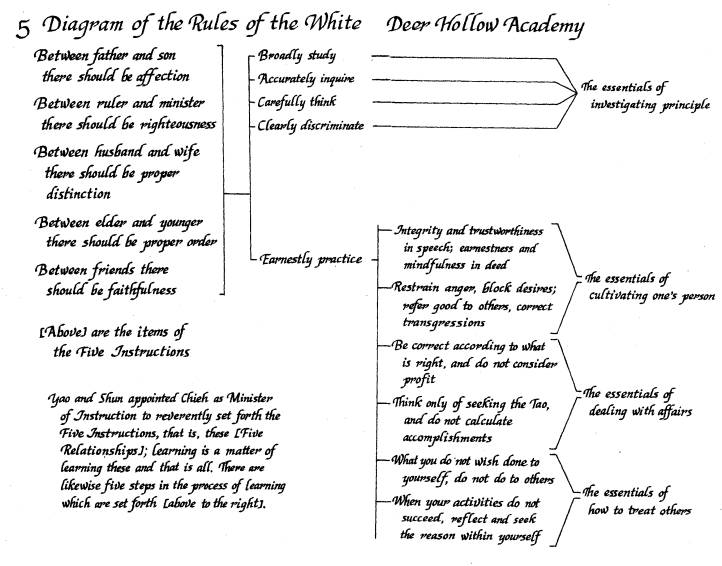 5 Diagram of the Rules of the White Deer Hollow Academy
Between father and son
there should be affection
Between ruler and minister
there should be righteousness
Between husband and wife
there should be proper
distinction
Between elder and younger
there should be proper order
Between friends there
should be faithfulness
[Above] are the items of
the Five Instructions
Yao and Shun appointed Chieh as Minister
of Instruction to reverently set forth the
Five Instructions, that is, these [Five
Relationships]; learning is a matter of
learning these and that is all. There are
likewise five steps in the process of learning
which are set forth [above to the right].
Broadly study
Accurately inquire
Carefully think
Clearly discriminate
The essentials of
investigating principle
Earnestly practice
Integrity and trustworthiness
in speech; earnestness and
mindfulness in deed
Restrain anger, block desires;
refer good to others, correct
transgressions
The essentials of
cultivating one's person
Be correct according to what
is right, and do not consider
profit
Think only of seeking the Tao,
and do not calculate
accomplishments
The essentials of
dealing with affairs
What you do not wish done to
yourself, do not do to others
When your activities do not
succeed, reflect and seek
the reason within yourself
The essentials of
how to treat others